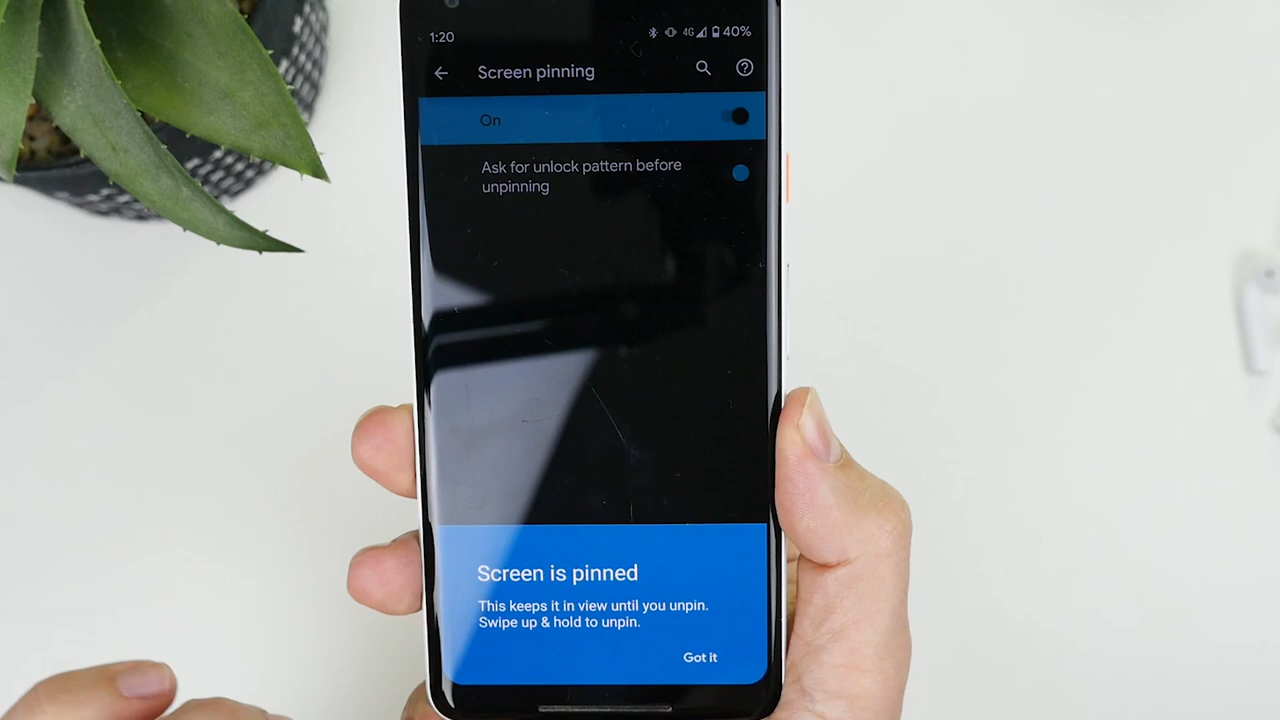 1:20
4G
40%
Screen pinning
On
Ask for unlock pattern before
unpinning
Screen is pinned
This keeps it in view until you unpin.
Swipe up & hold to unpin.
Got it